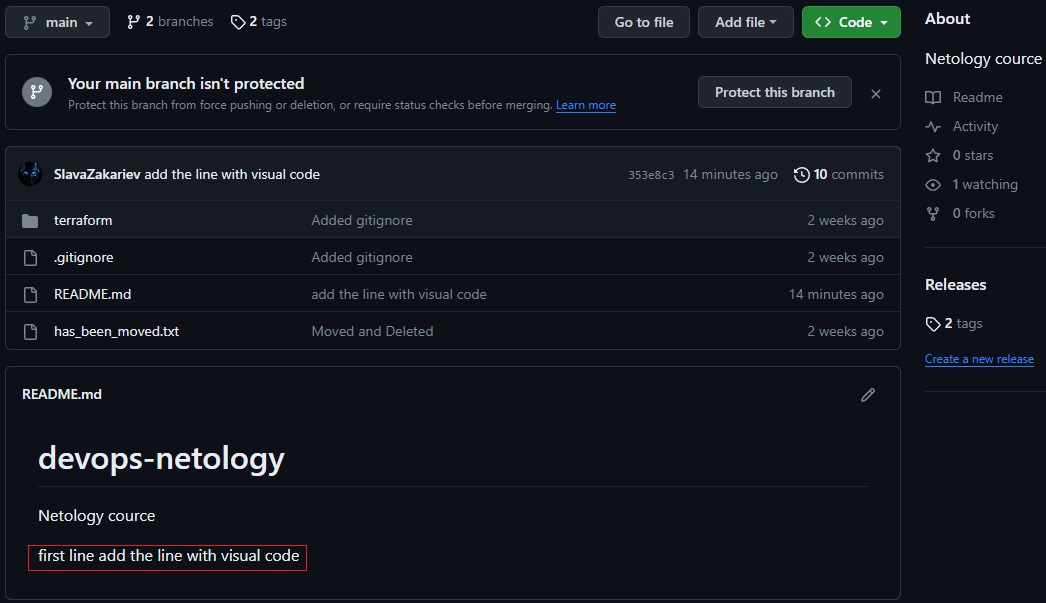 main
2 branches
2 tags
Go to file
Add file
Code
Your main branch isn't protected
Protect this branch from force pushing or deletion, or require status checks before merging. Learn more
Protect this branch
SlavaZakariev add the line with visual code
353e8c3 14 minutes ago
10 commits
terraform Added gitignore 2 weeks ago
.gitignore Added gitignore 2 weeks ago
README.md add the line with visual code 14 minutes ago
has_been_moved.txt Moved and Deleted 2 weeks ago
README.md
devops-netology
Netology cource
first line add the line with visual code
About
Netology cource
Readme
Activity
0 stars
1 watching
0 forks
Releases
2 tags
Create a new release